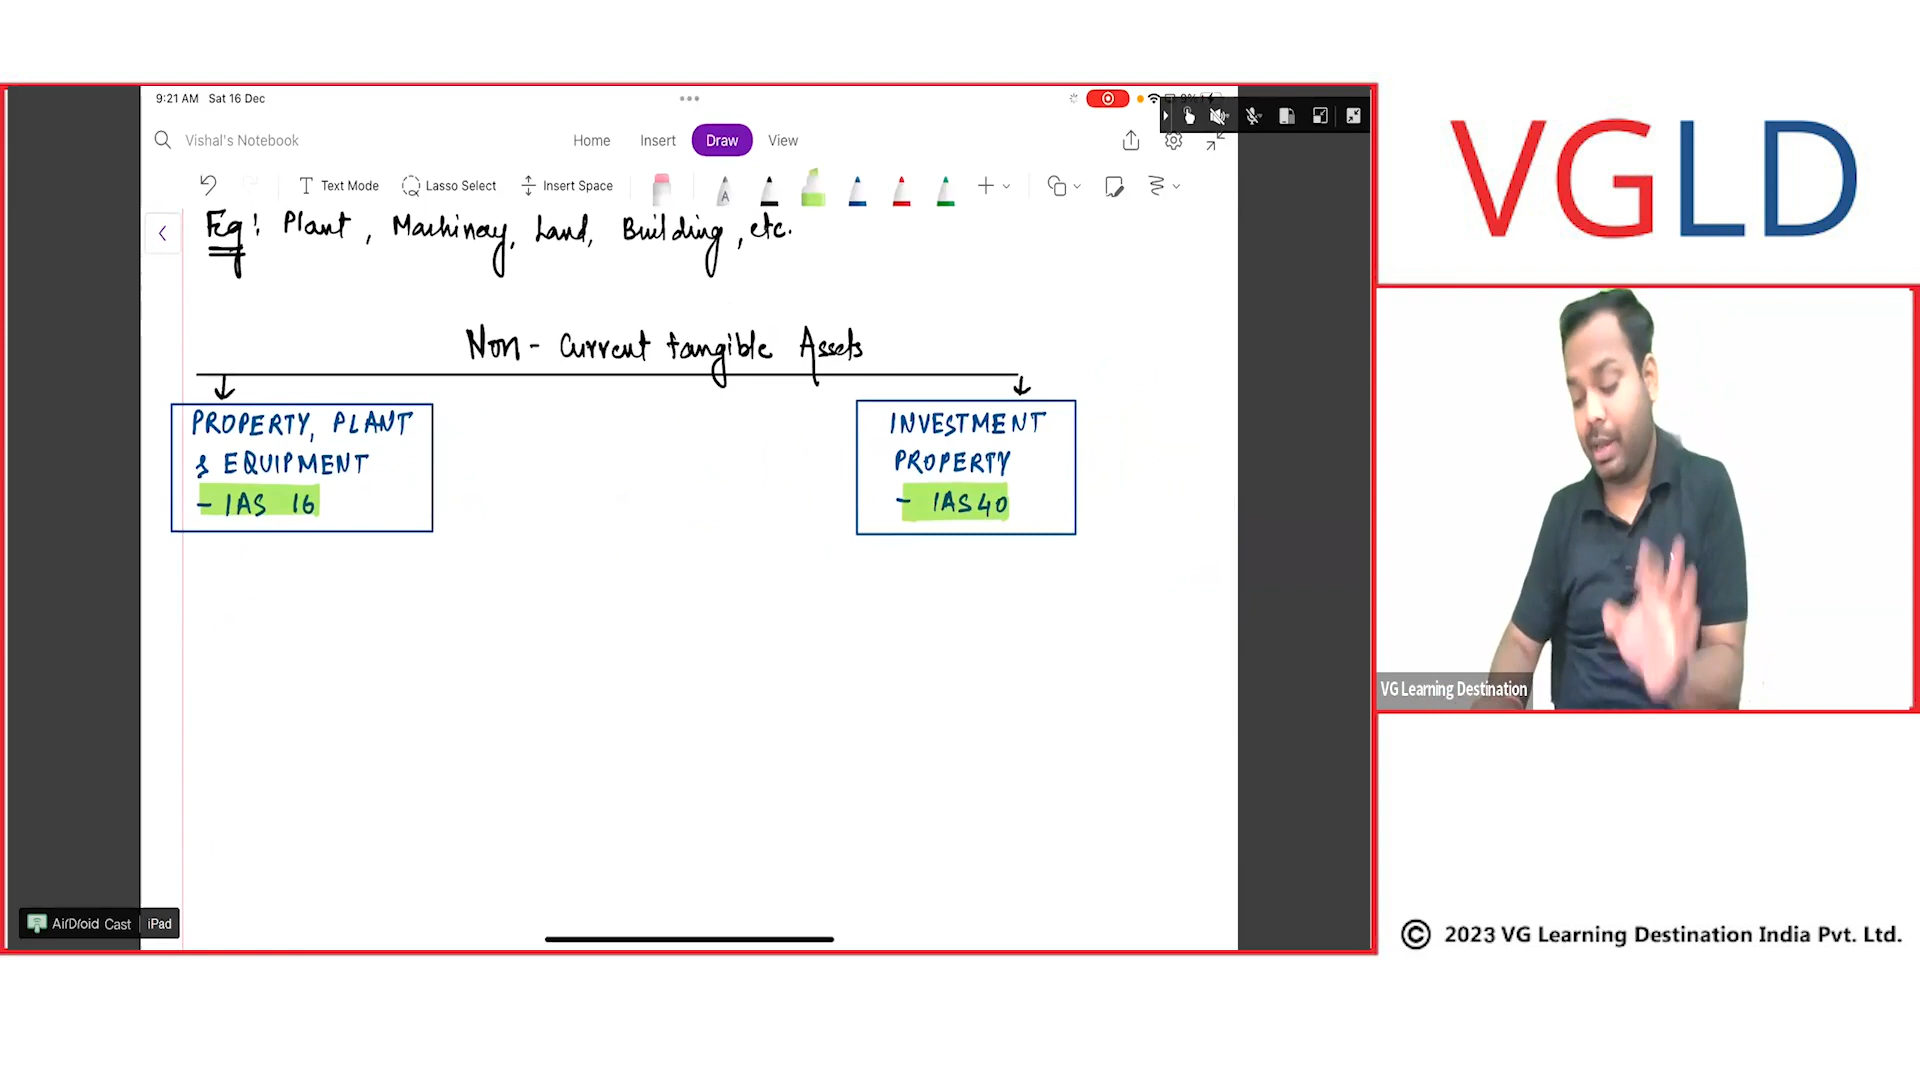 9:21 AM Sat 16 Dec
9%
Vishal's Notebook
Home Insert Draw View
Text Mode Lasso Select Insert Space
A
Eg: Plant, Machinery, Land, Building, etc.
Non - Current tangible Assets
PROPERTY, PLANT
& EQUIPMENT
- IAS 16
INVESTMENT
PROPERTY
- IAS 40
AirDroid Cast iPad
VGLD
VG Learning Destination
© 2023 VG Learning Destination India Pvt. Ltd.